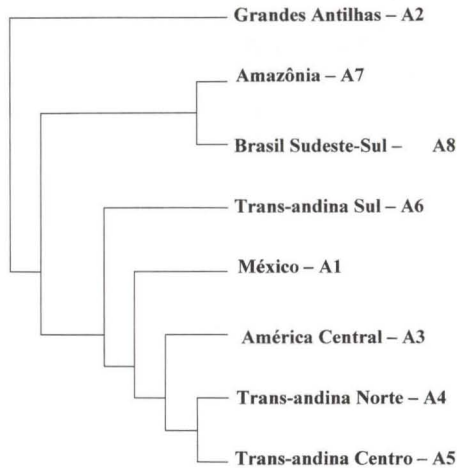 Grandes Antilhas – A2
Amazônia – A7
Brasil Sudeste-Sul – A8
Trans-andina Sul – A6
México – A1
América Central – A3
Trans-andina Norte – A4
Trans-andina Centro – A5